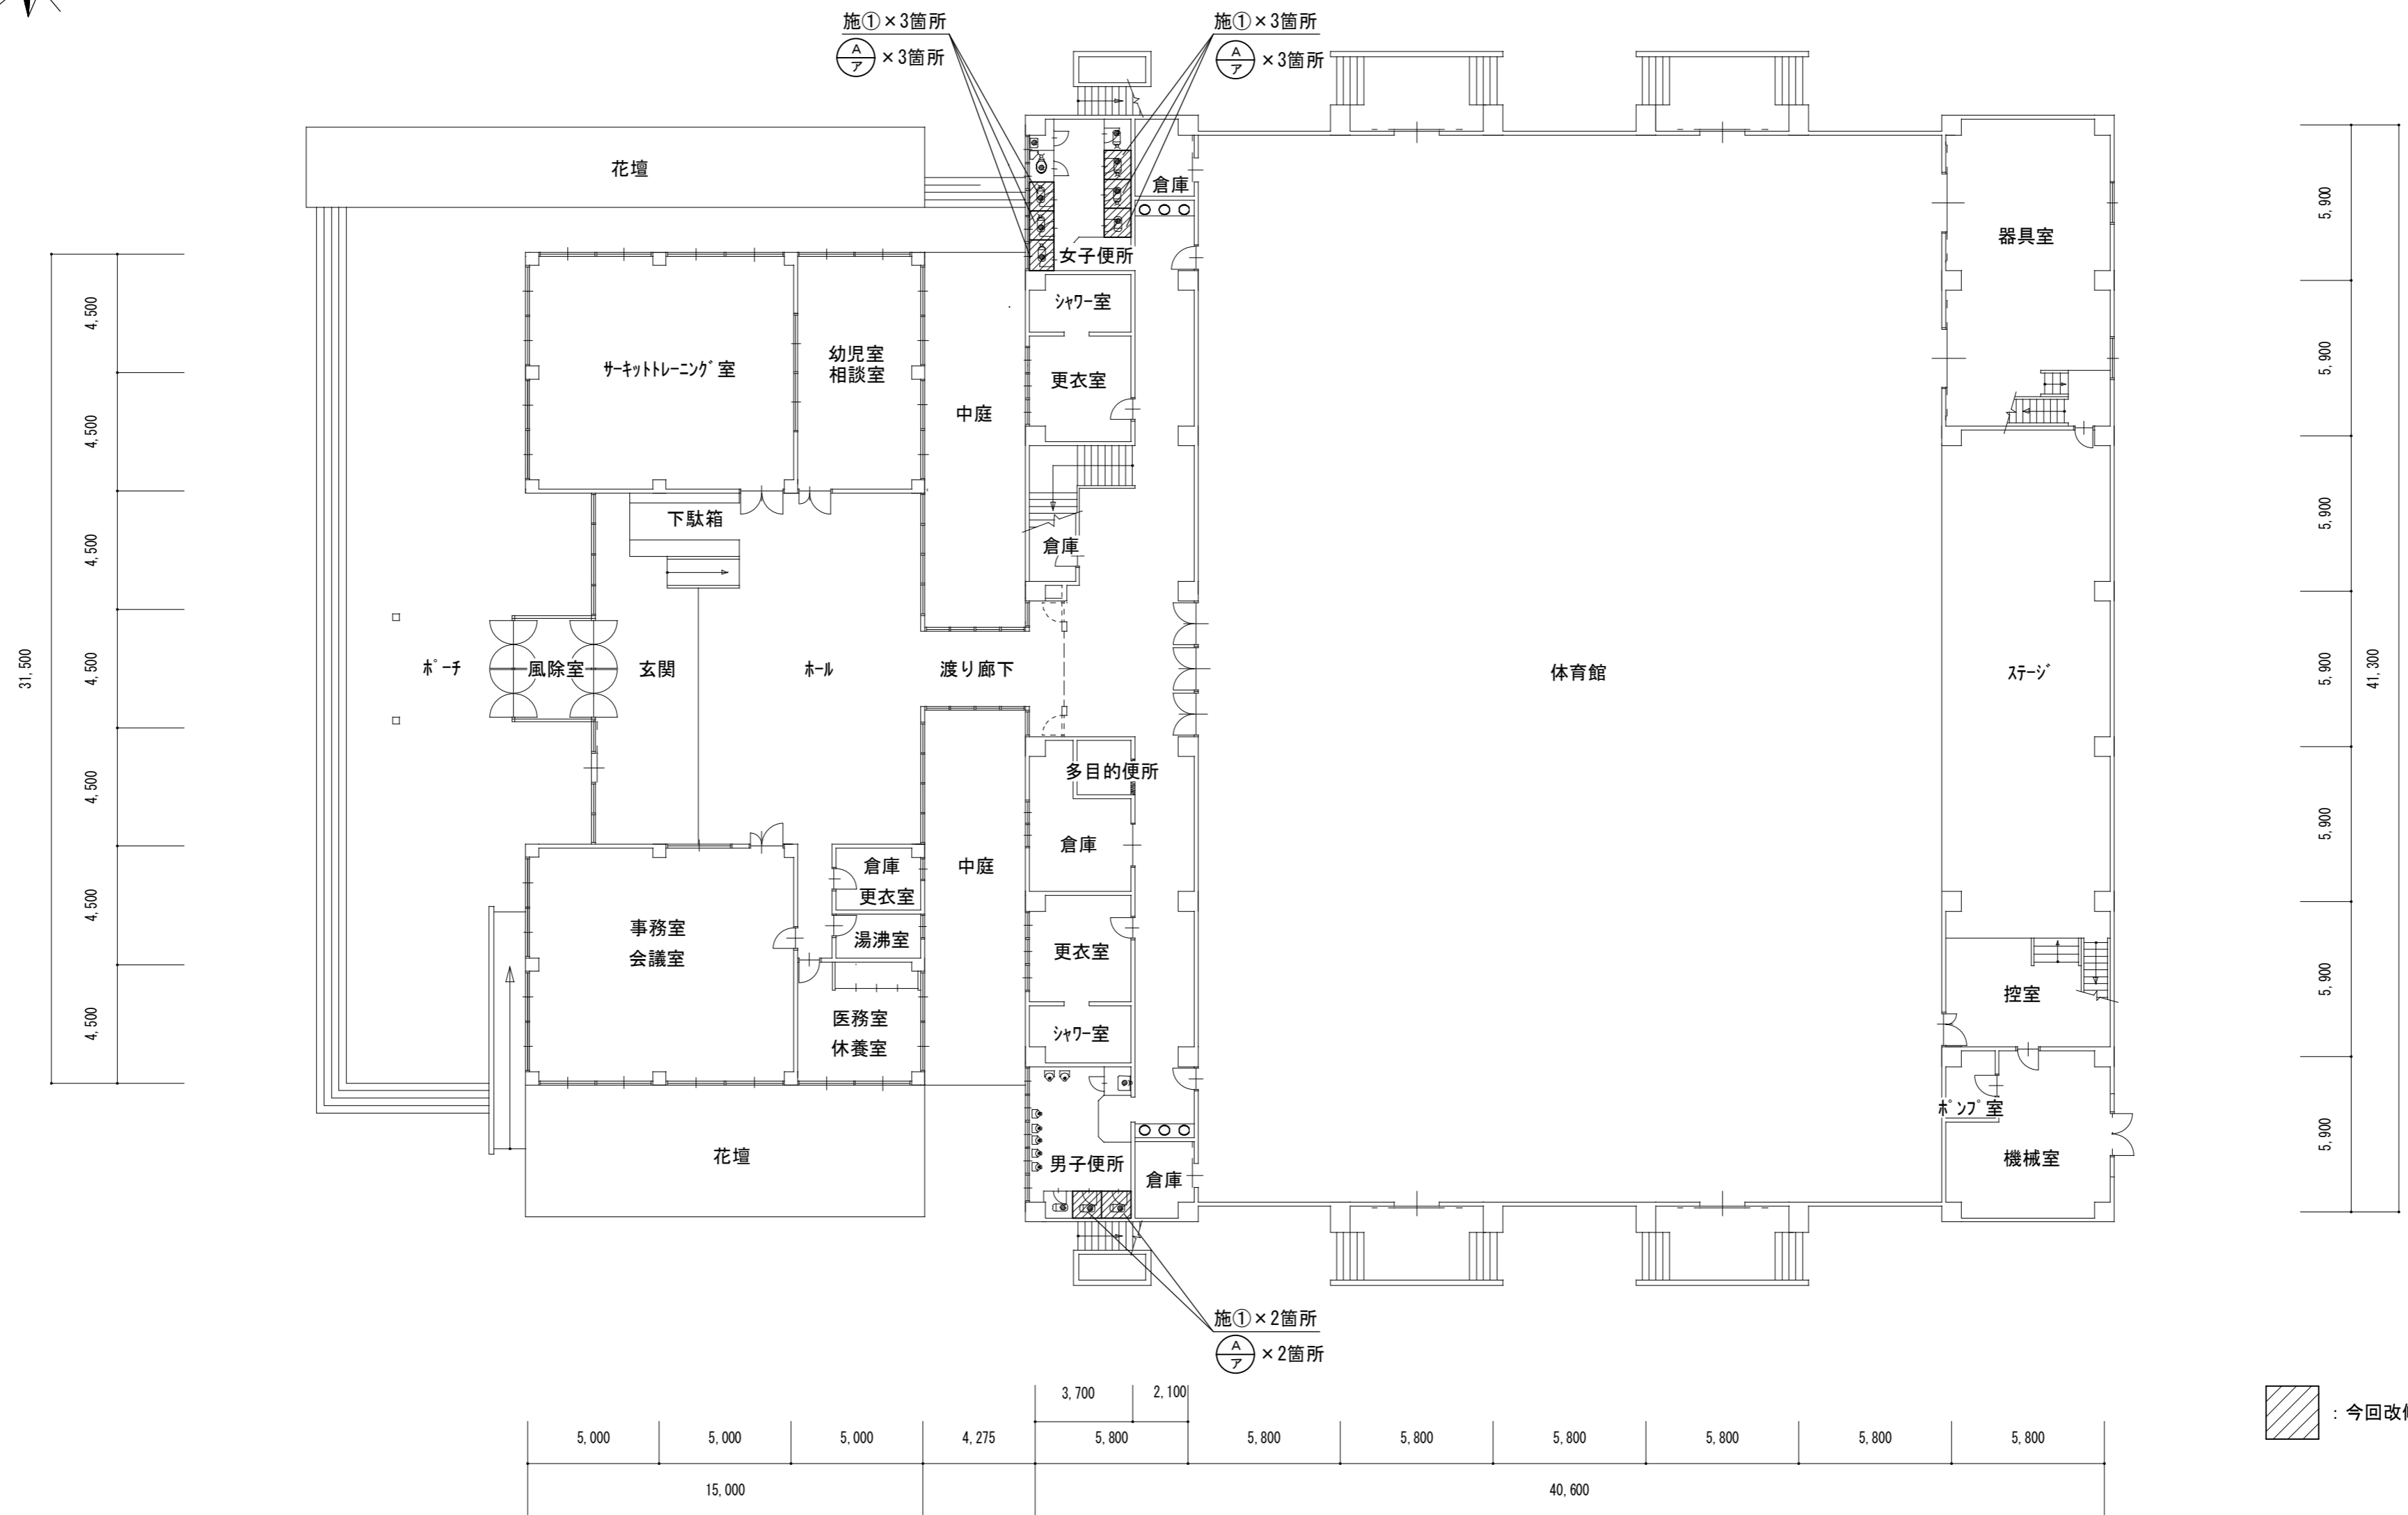 施①×3箇所
A
ア
×3箇所
施①×3箇所
A
ア
×3箇所
花壇
倉庫
女子便所
器具室
シャワー室
サーキットトレーニング室
幼児室
相談室
更衣室
中庭
下駄箱
倉庫
ポーチ
風除室
玄関
ホール
渡り廊下
体育館
ステージ
多目的便所
倉庫
倉庫
更衣室
中庭
事務室
会議室
湯沸室
更衣室
医務室
休養室
シャワー室
控室
ポンプ室
花壇
男子便所
倉庫
機械室
施①×2箇所
A
ア
×2箇所
31,500
4,500
4,500
4,500
4,500
4,500
4,500
4,500
5,900
5,900
5,900
5,900
5,900
5,900
5,900
41,300
3,700
2,100
5,000
5,000
5,000
4,275
5,800
5,800
5,800
5,800
5,800
5,800
5,800
15,000
40,600
：今回改